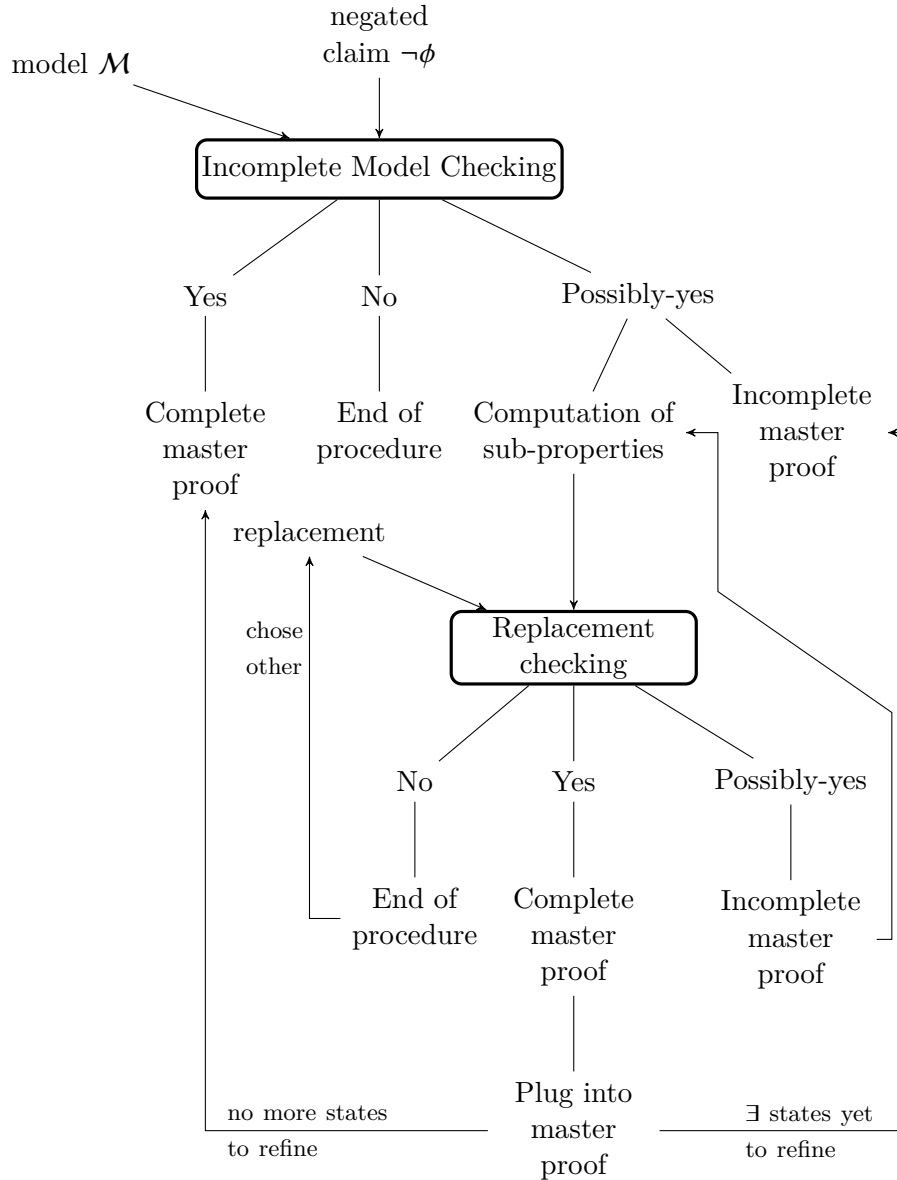 negated
claim ¬ϕ
model ℳ
Incomplete Model Checking
Yes
No
Possibly-yes
Complete
master
proof
End of
procedure
Computation of
sub-properties
Incomplete
master
proof
replacement
chose
other
Replacement
checking
No
Yes
Possibly-yes
End of
procedure
Complete
master
proof
Incomplete
master
proof
no more states
to refine
Plug into
master
proof
∃ states yet
to refine